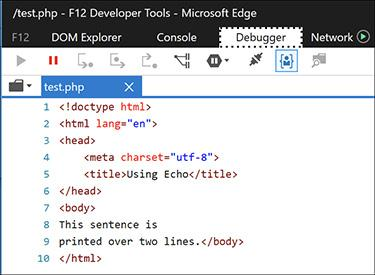 /test.php - F12 Developer Tools - Microsoft Edge
F12 DOM Explorer Console Debugger Network
test.php
1 <!doctype html>
2 <html lang="en">
3 <head>
4 <meta charset="utf-8">
5 <title>Using Echo</title>
6 </head>
7 <body>
8 This sentence is
9 printed over two lines.</body>
10 </html>